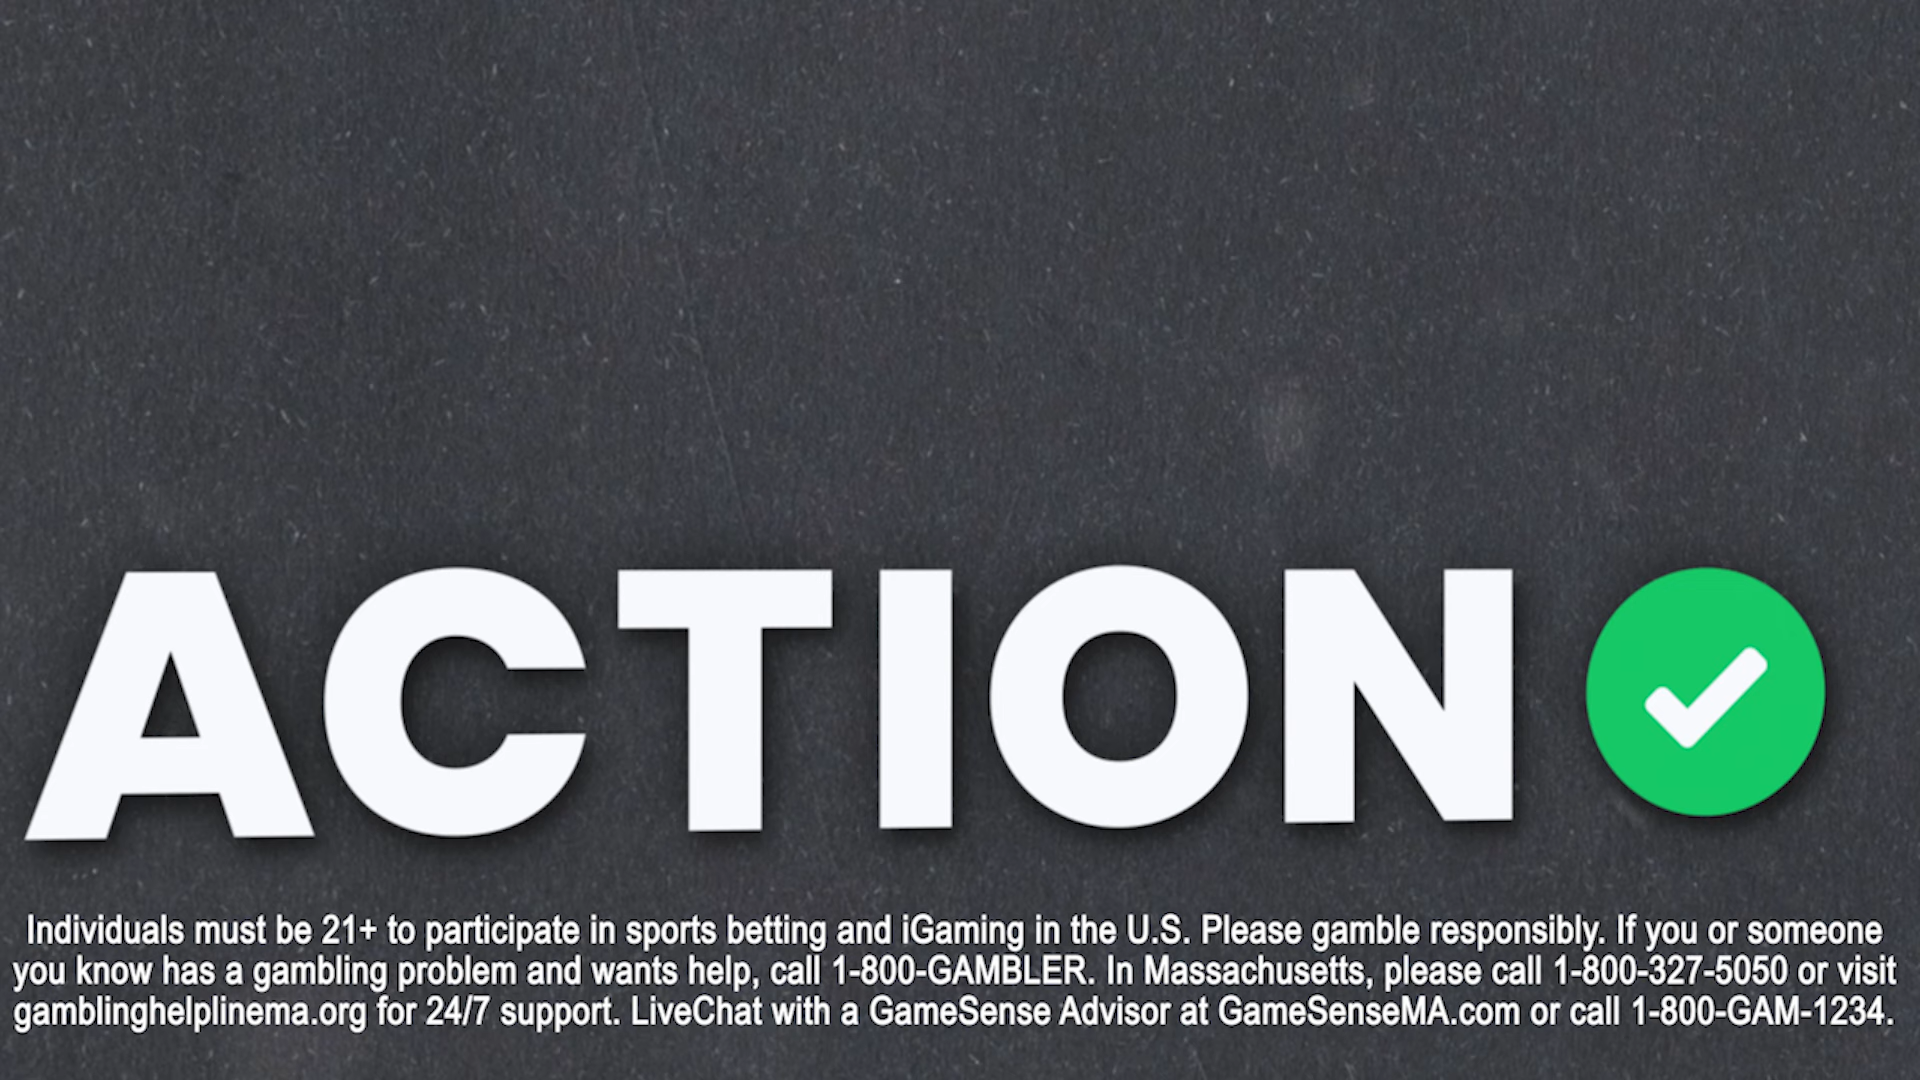 ACTION
Individuals must be 21+ to participate in sports betting and iGaming in the U.S. Please gamble responsibly. If you or someone
you know has a gambling problem and wants help, call 1-800-GAMBLER. In Massachusetts, please call 1-800-327-5050 or visit
gamblinghelplinema.org for 24/7 support. LiveChat with a GameSense Advisor at GameSenseMA.com or call 1-800-GAM-1234.